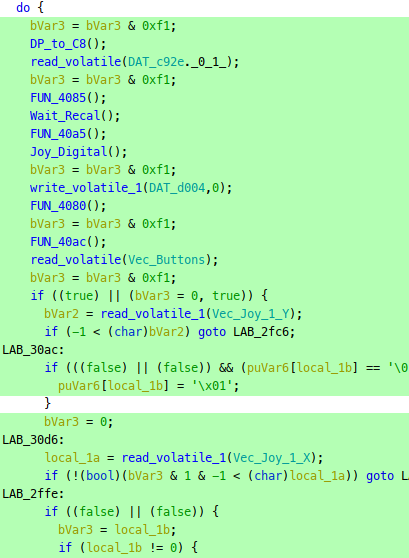 do {
bVar3 = bVar3 & 0xf1;
DP_to_C8();
read_volatile(DAT_c92e._0_1_);
bVar3 = bVar3 & 0xf1;
FUN_4085();
Wait_Recal();
FUN_40a5();
Joy_Digital();
bVar3 = bVar3 & 0xf1;
write_volatile_1(DAT_d004,0);
FUN_4080();
bVar3 = bVar3 & 0xf1;
FUN_40ac();
read_volatile(Vec_Buttons);
bVar3 = bVar3 & 0xf1;
if ((true) || (bVar3 = 0, true)) {
bVar2 = read_volatile_1(Vec_Joy_1_Y);
if (-1 < (char)bVar2) goto LAB_2fc6;
LAB_30ac:
if (((false) || (false)) && (puVar6[local_1b] == '\0
puVar6[local_1b] = '\x01';
}
bVar3 = 0;
LAB_30d6:
local_1a = read_volatile_1(Vec_Joy_1_X);
if (!(bool)(bVar3 & 1 & -1 < (char)local_1a)) goto L
LAB_2ffe:
if ((false) || (false)) {
bVar3 = local_1b;
if (local_1b != 0) {